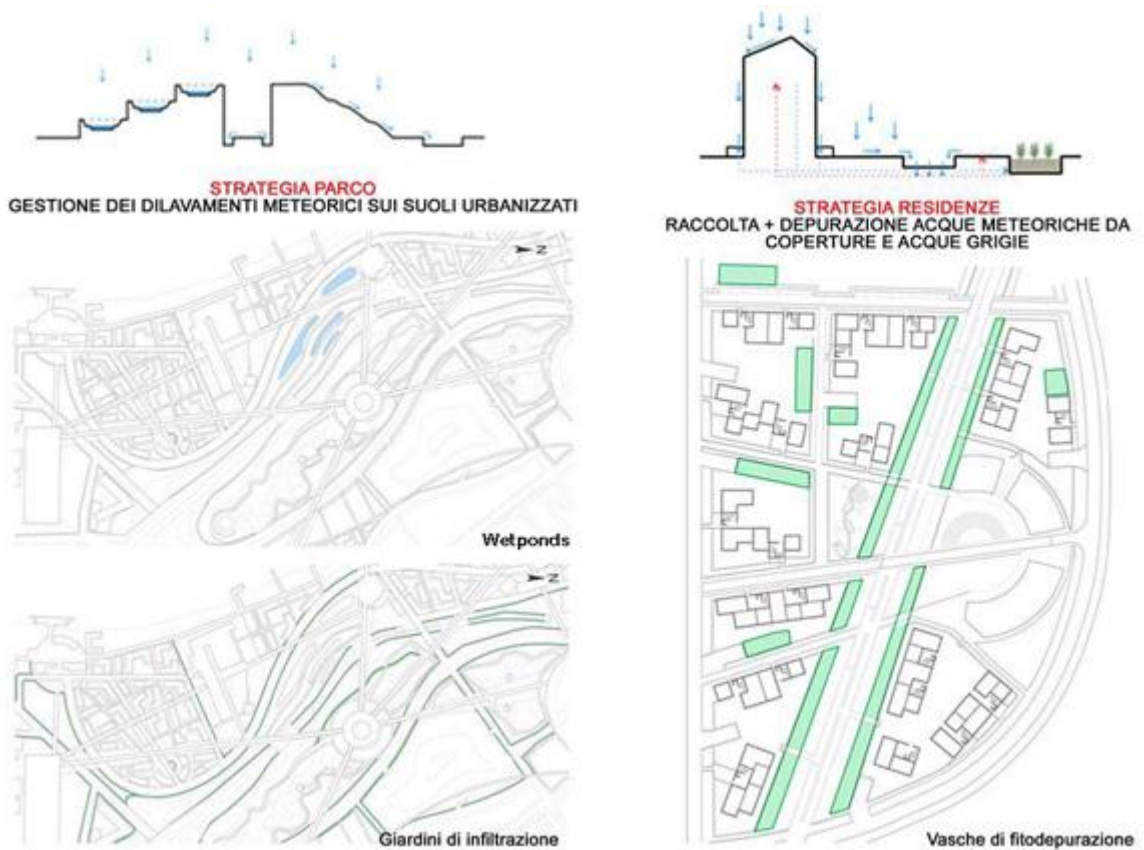 STRATEGIA PARCO
GESTIONE DEI DILAVAMENTI METEORICI SUI SUOLI URBANIZZATI
N
Wetponds
N
Giardini di infiltrazione
STRATEGIA RESIDENZE
RACCOLTA + DEPURAZIONE ACQUE METEORICHE DA
COPERTURE E ACQUE GRIGIE
Vasche di fitodepurazione